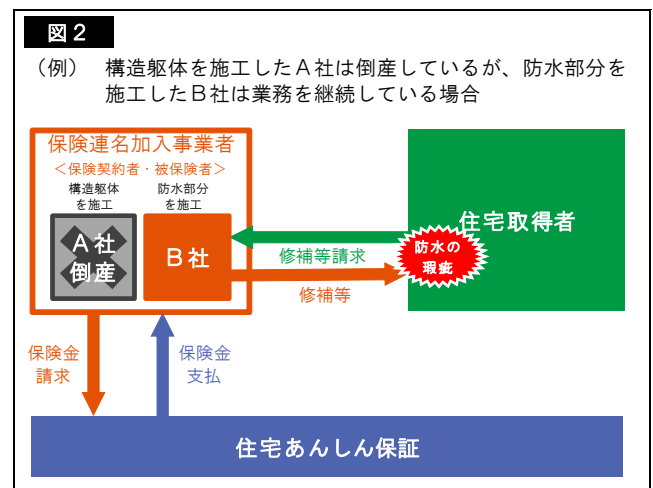 図2
(例) 構造躯体を施工したA社は倒産しているが、防水部分を
施工したB社は業務を継続している場合
保険連名加入事業者
<保険契約者・被保険者>
構造躯体
を施工
防水部分
を施工
A社
倒産
B社
住宅取得者
防水の
瑕疵
修補等請求
修補等
保険金
請求
保険金
支払
住宅あんしん保証